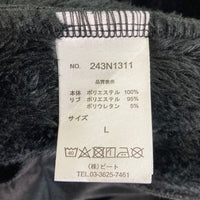 NO. 243N1311
品質表示
本体 ポリエステル 100%
リブ ポリエステル 95%
ポリウレタン 5%
サイズ
L
(株)ビート
TEL.03-3625-7461